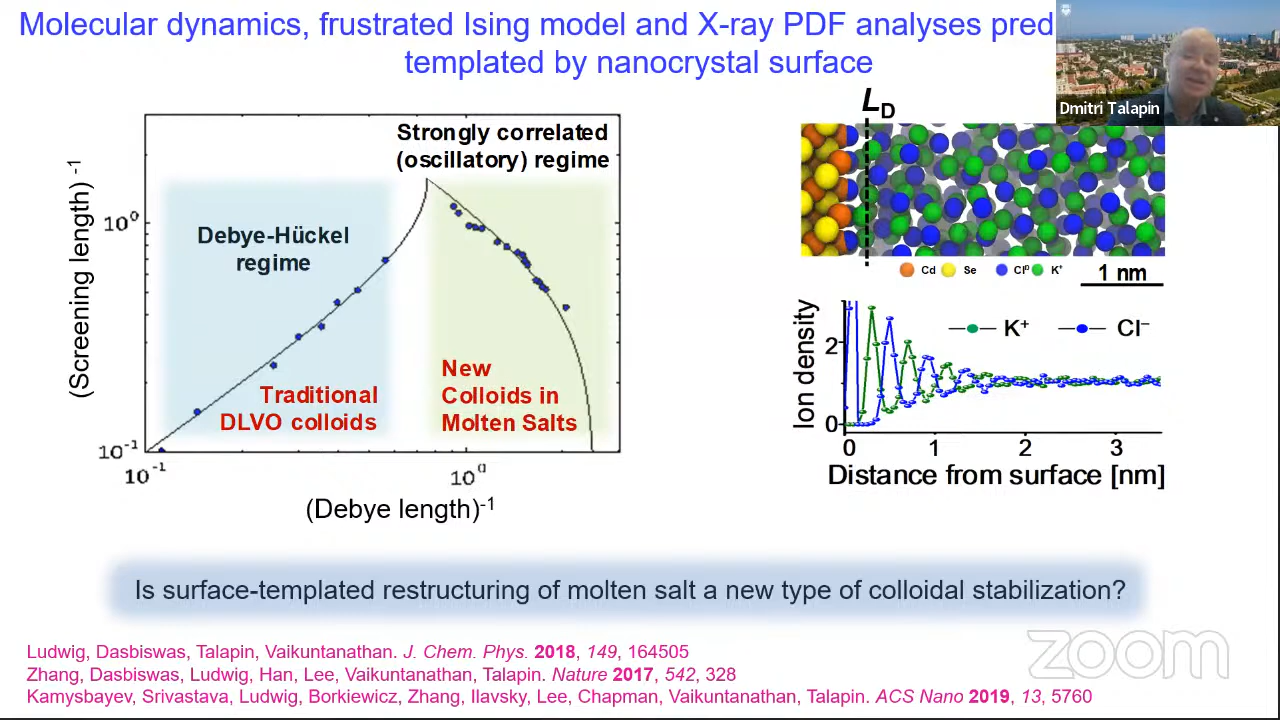 Molecular dynamics, frustrated Ising model and X-ray PDF analyses pred
templated by nanocrystal surface
Dmitri Talapin
(Screening length) -1
10^0
10^-1
10^-1
10^0
(Debye length)-1
Strongly correlated
(oscillatory) regime
Debye-Hückel
regime
Traditional
DLVO colloids
New
Colloids in
Molten Salts
LD
Cd Se Cl K+
1 nm
Ion density
2
0
K+ Cl–
0 1 2 3
Distance from surface [nm]
Is surface-templated restructuring of molten salt a new type of colloidal stabilization?
Ludwig, Dasbiswas, Talapin, Vaikuntanathan. J. Chem. Phys. 2018, 149, 164505
Zhang, Dasbiswas, Ludwig, Han, Lee, Vaikuntanathan, Talapin. Nature 2017, 542, 328
Kamysbayev, Srivastava, Ludwig, Borkiewicz, Zhang, Ilavsky, Lee, Chapman, Vaikuntanathan, Talapin. ACS Nano 2019, 13, 5760
zoom